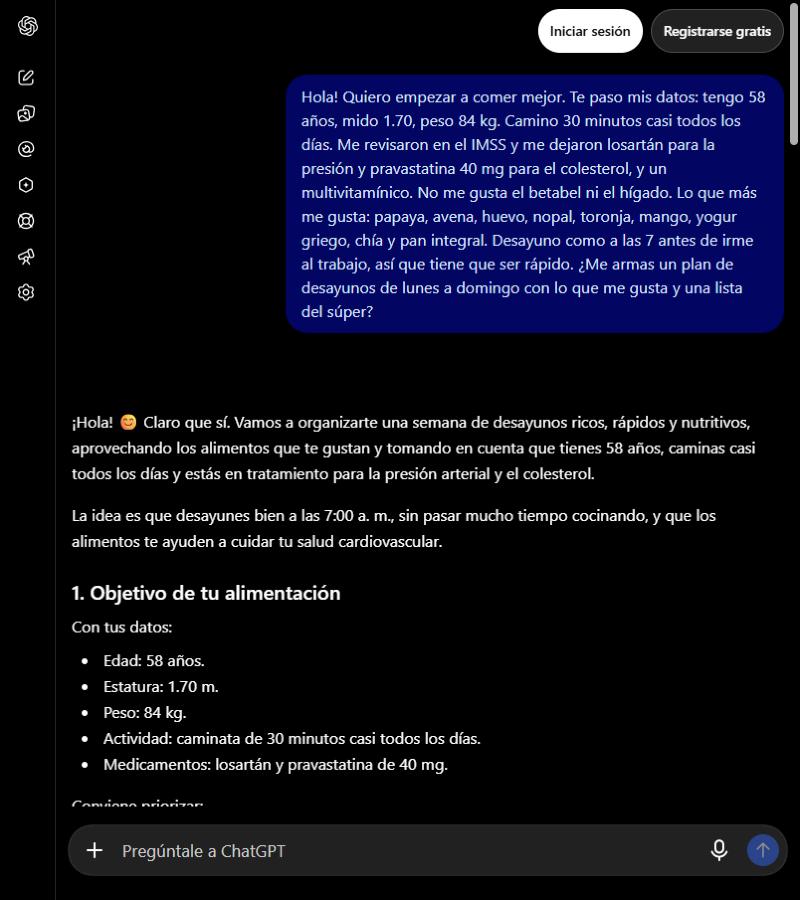 Iniciar sesión
Registrarse gratis
Hola! Quiero empezar a comer mejor. Te paso mis datos: tengo 58
años, mido 1.70, peso 84 kg. Camino 30 minutos casi todos los
días. Me revisaron en el IMSS y me dejaron losartán para la
presión y pravastatina 40 mg para el colesterol, y un
multivitamínico. No me gusta el betabel ni el hígado. Lo que más
me gusta: papaya, avena, huevo, nopal, toronja, mango, yogur
griego, chía y pan integral. Desayuno como a las 7 antes de irme
al trabajo, así que tiene que ser rápido. ¿Me armas un plan de
desayunos de lunes a domingo con lo que me gusta y una lista
del súper?
¡Hola! 😊 Claro que sí. Vamos a organizarte una semana de desayunos ricos, rápidos y nutritivos,
aprovechando los alimentos que te gustan y tomando en cuenta que tienes 58 años, caminas casi
todos los días y estás en tratamiento para la presión arterial y el colesterol.
La idea es que desayunes bien a las 7:00 a. m., sin pasar mucho tiempo cocinando, y que los
alimentos te ayuden a cuidar tu salud cardiovascular.
1. Objetivo de tu alimentación
Con tus datos:
• Edad: 58 años.
• Estatura: 1.70 m.
• Peso: 84 kg.
• Actividad: caminata de 30 minutos casi todos los días.
• Medicamentos: losartán y pravastatina de 40 mg.
Conviene priorizar:
Pregúntale a ChatGPT